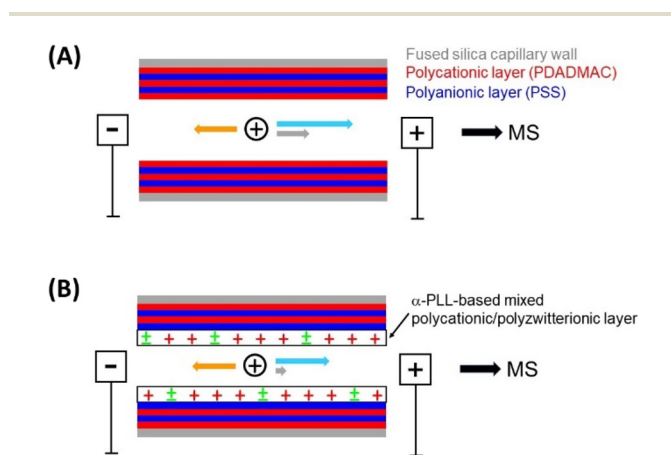 (A)
Fused silica capillary wall
Polycationic layer (PDADMAC)
Polyanionic layer (PSS)
- + + MS
(B)
α-PLL-based mixed
polycationic/polyzwitterionic layer
± + + ± + + + ± + + +
- + + MS
+ ± + + + ± + + + ± +